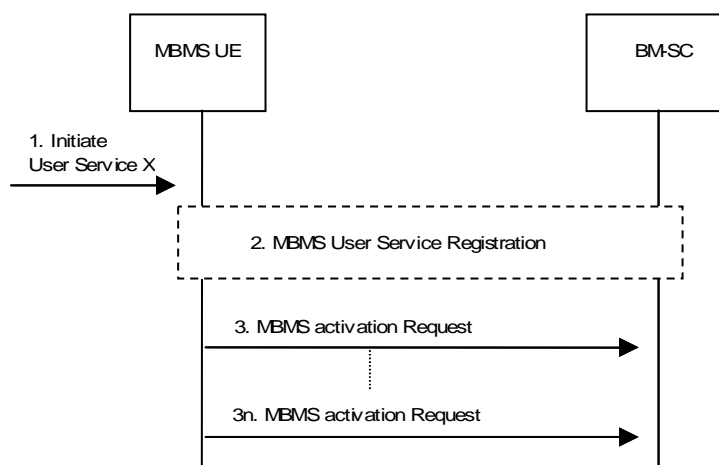 MBMS UE
BM-SC
1. Initiate
User Service X
2. MBMS User Service Registration
3. MBMS activation Request
3n. MBMS activation Request